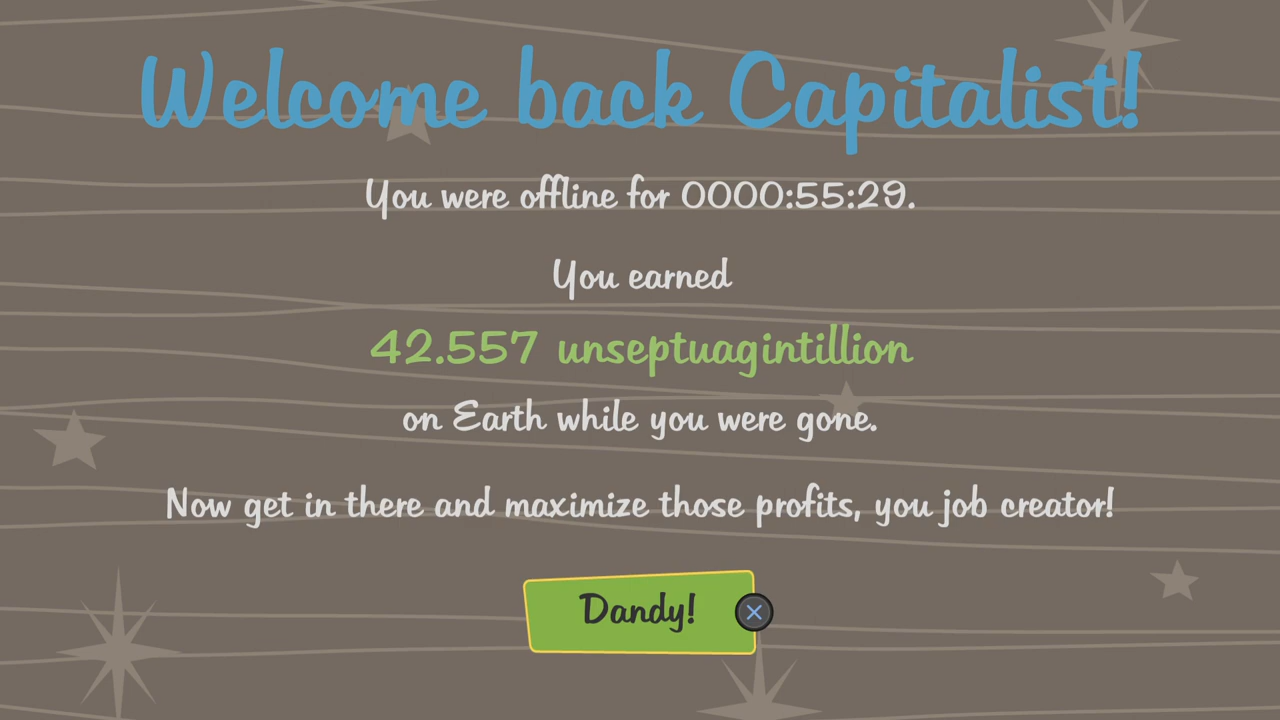 Welcome back Capitalist!
You were offline for 0000:55:29.
You earned
42.557 unseptuagintillion
on Earth while you were gone.
Now get in there and maximize those profits, you job creator!
Dandy!